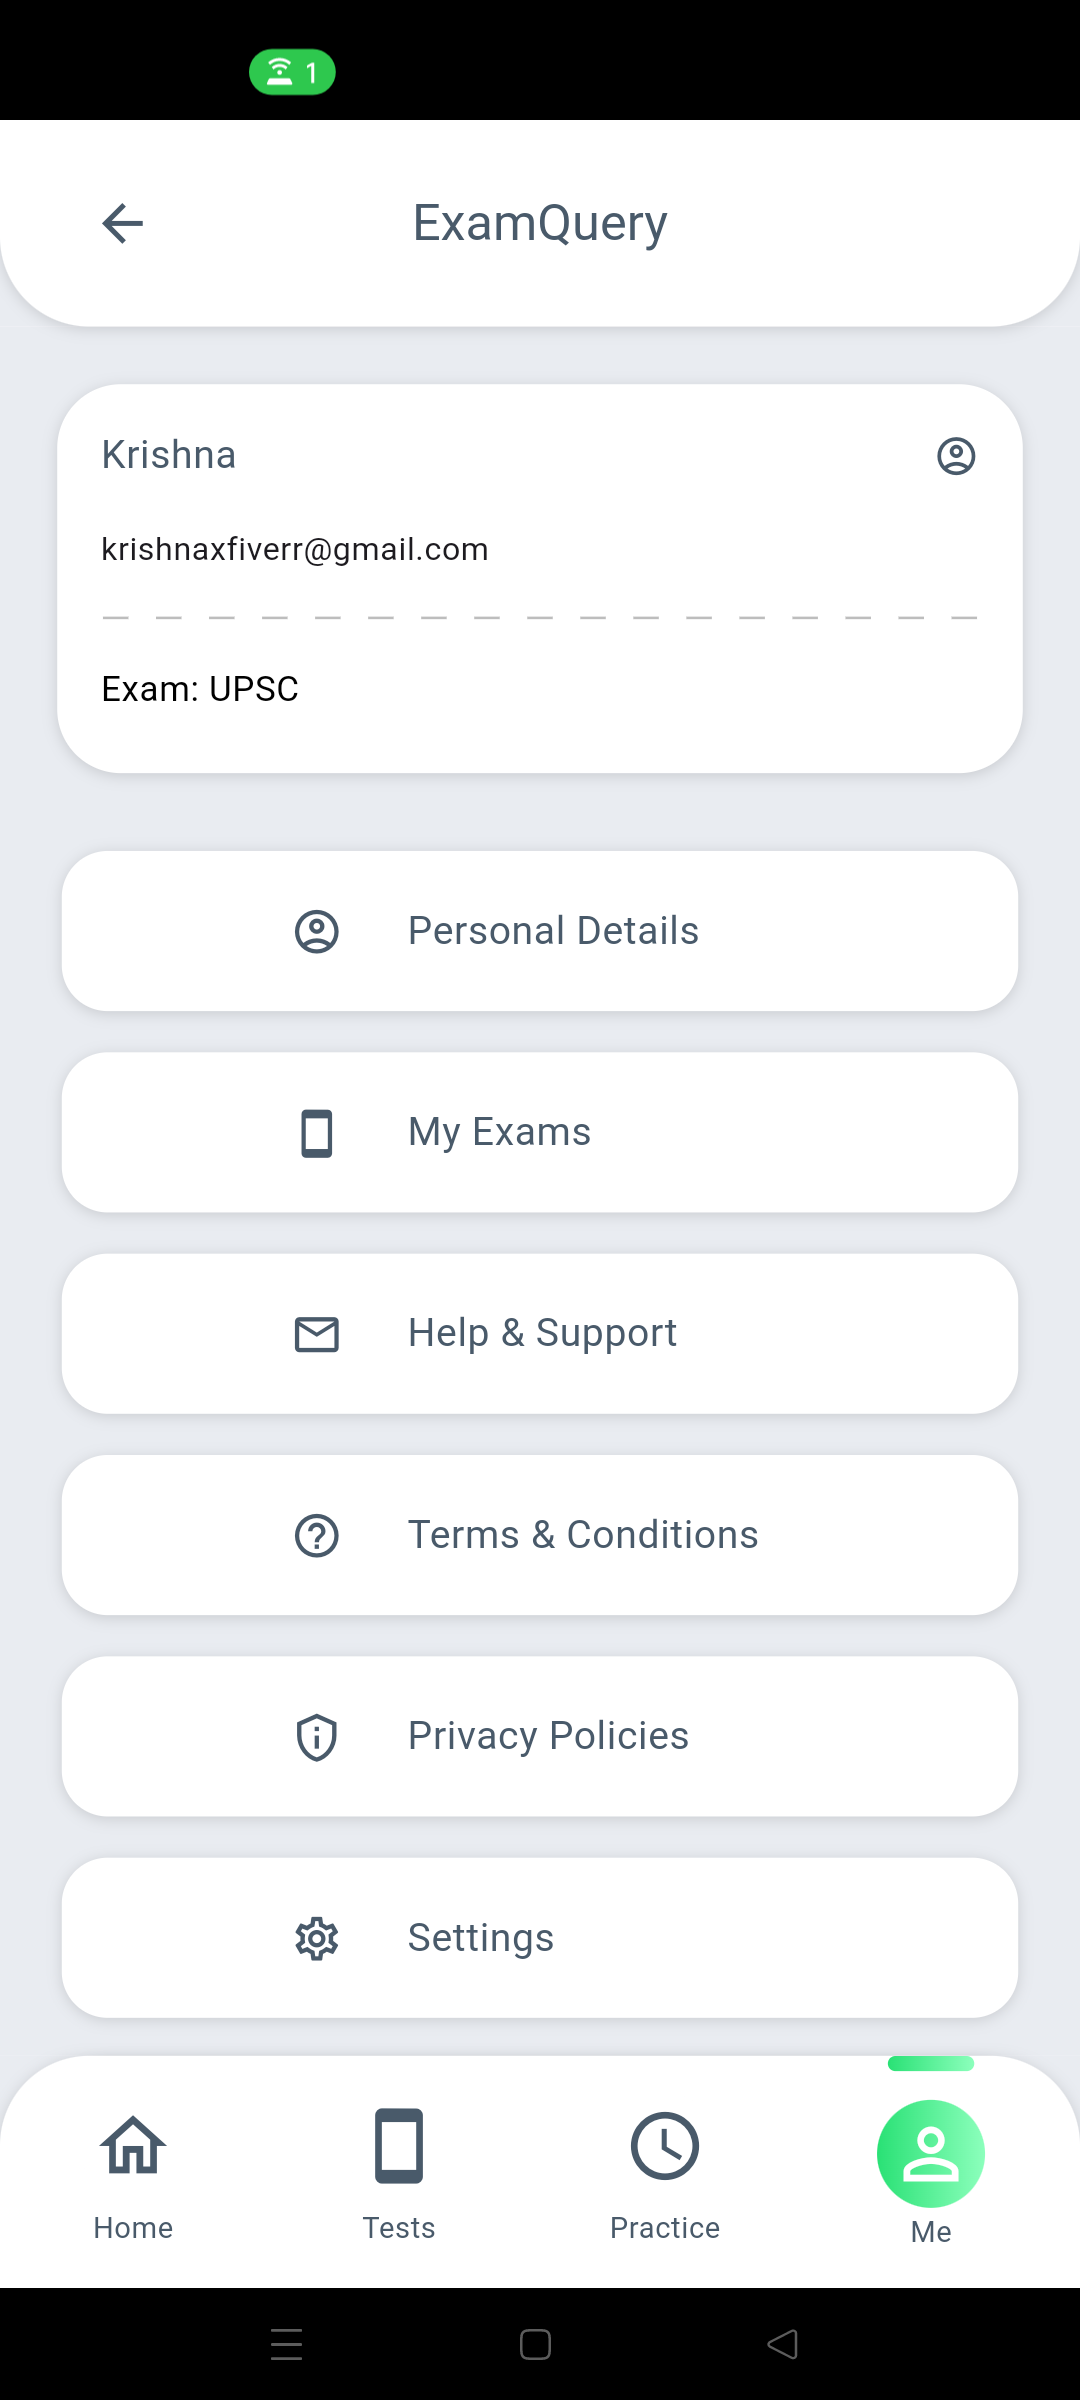 1
ExamQuery
Krishna
krishnaxfiverr@gmail.com
Exam: UPSC
Personal Details
My Exams
Help & Support
Terms & Conditions
Privacy Policies
Settings
Home
Tests
Practice
Me